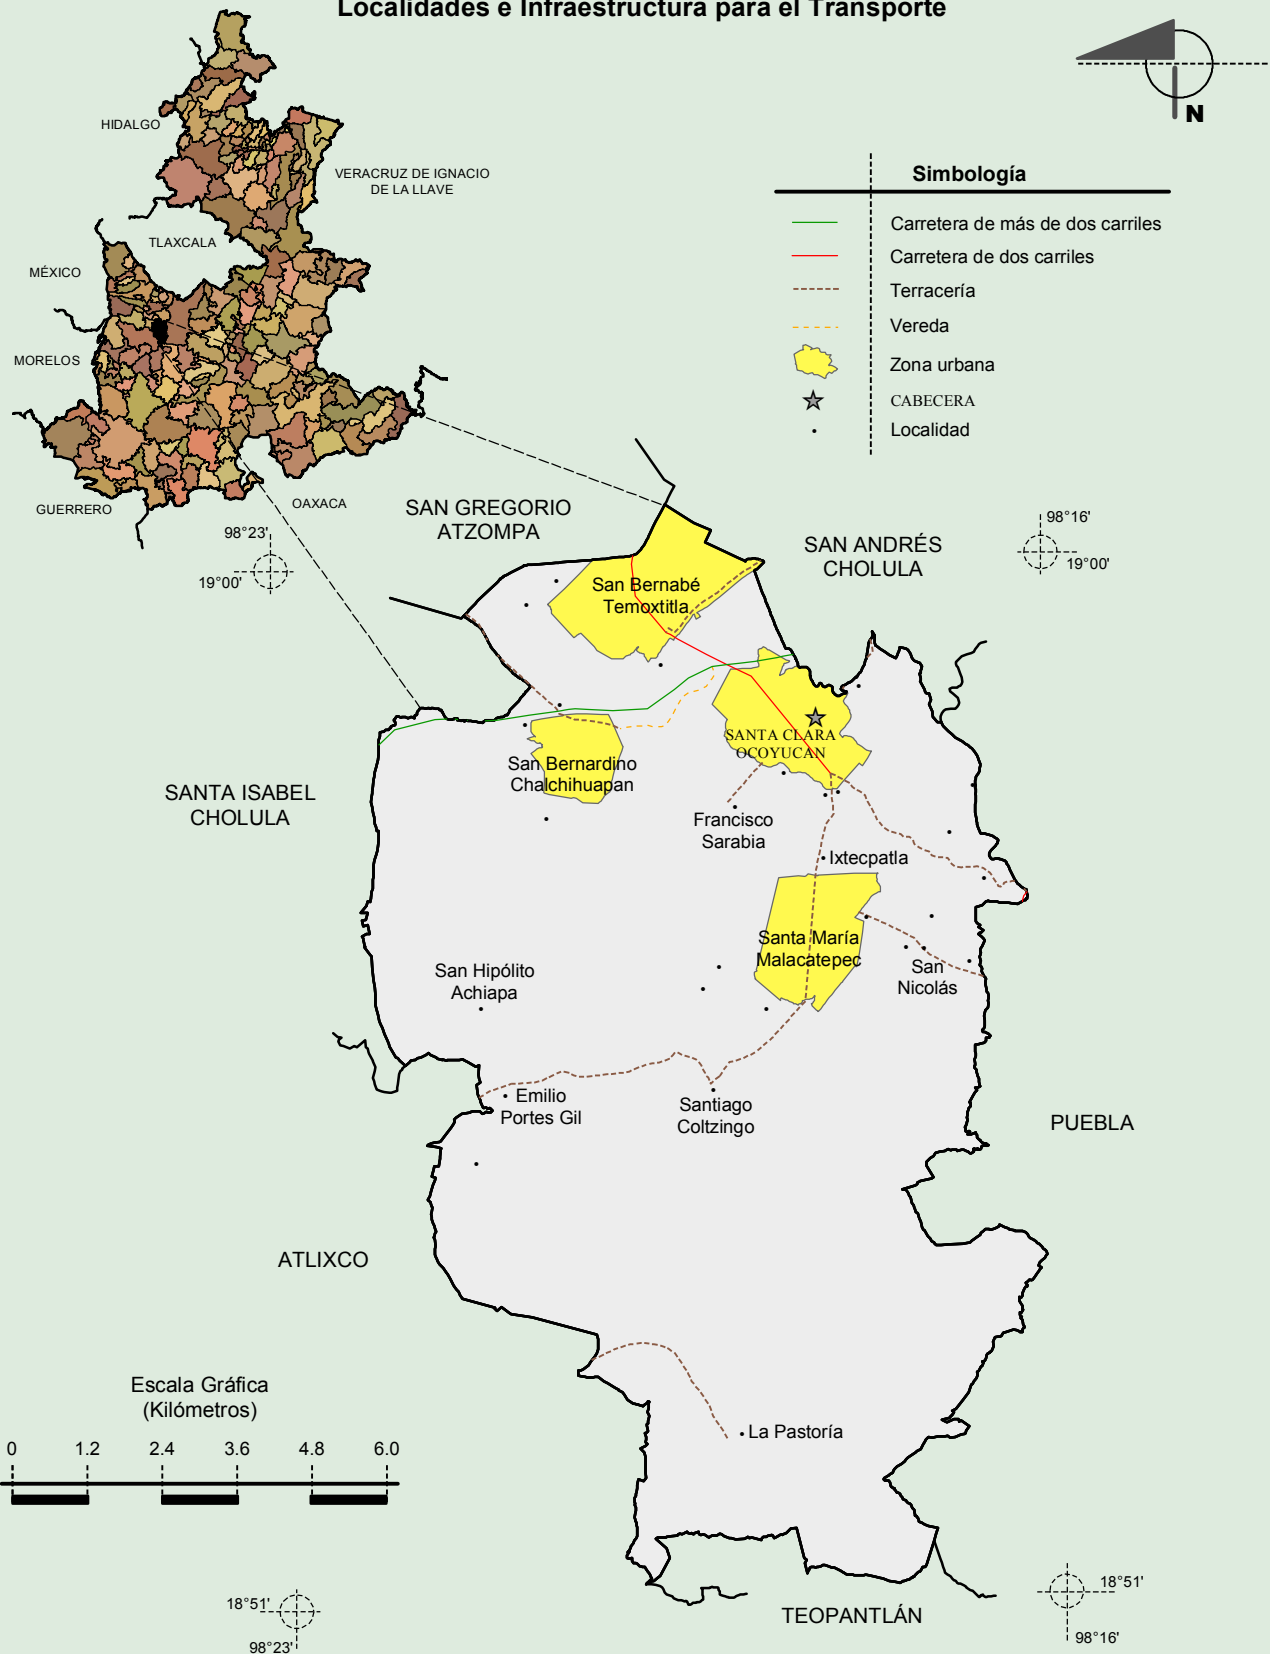 Localidades e Infraestructura para el Transporte
HIDALGO
VERACRUZ DE IGNACIO
DE LA LLAVE
TLAXCALA
MÉXICO
MORELOS
GUERRERO
OAXACA
N
Simbología
Carretera de más de dos carriles
Carretera de dos carriles
Terracería
Vereda
Zona urbana
CABECERA
Localidad
98°23'
19°00'
98°16'
19°00'
SAN GREGORIO
ATZOMPA
SAN ANDRÉS
CHOLULA
San Bernabé
Temoxtitla
SANTA CLARA
OCOYUCAN
San Bernardino
Chalchihuapan
SANTA ISABEL
CHOLULA
Francisco
Sarabia
Ixtecpatla
Santa María
Malacatepec
San
Nicolás
San Hipólito
Achiapa
Emilio
Portes Gil
Santiago
Coltzingo
PUEBLA
ATLIXCO
La Pastoría
Escala Gráfica
(Kilómetros)
0 1.2 2.4 3.6 4.8 6.0
18°51'
98°23'
18°51'
98°16'
TEOPANTLÁN